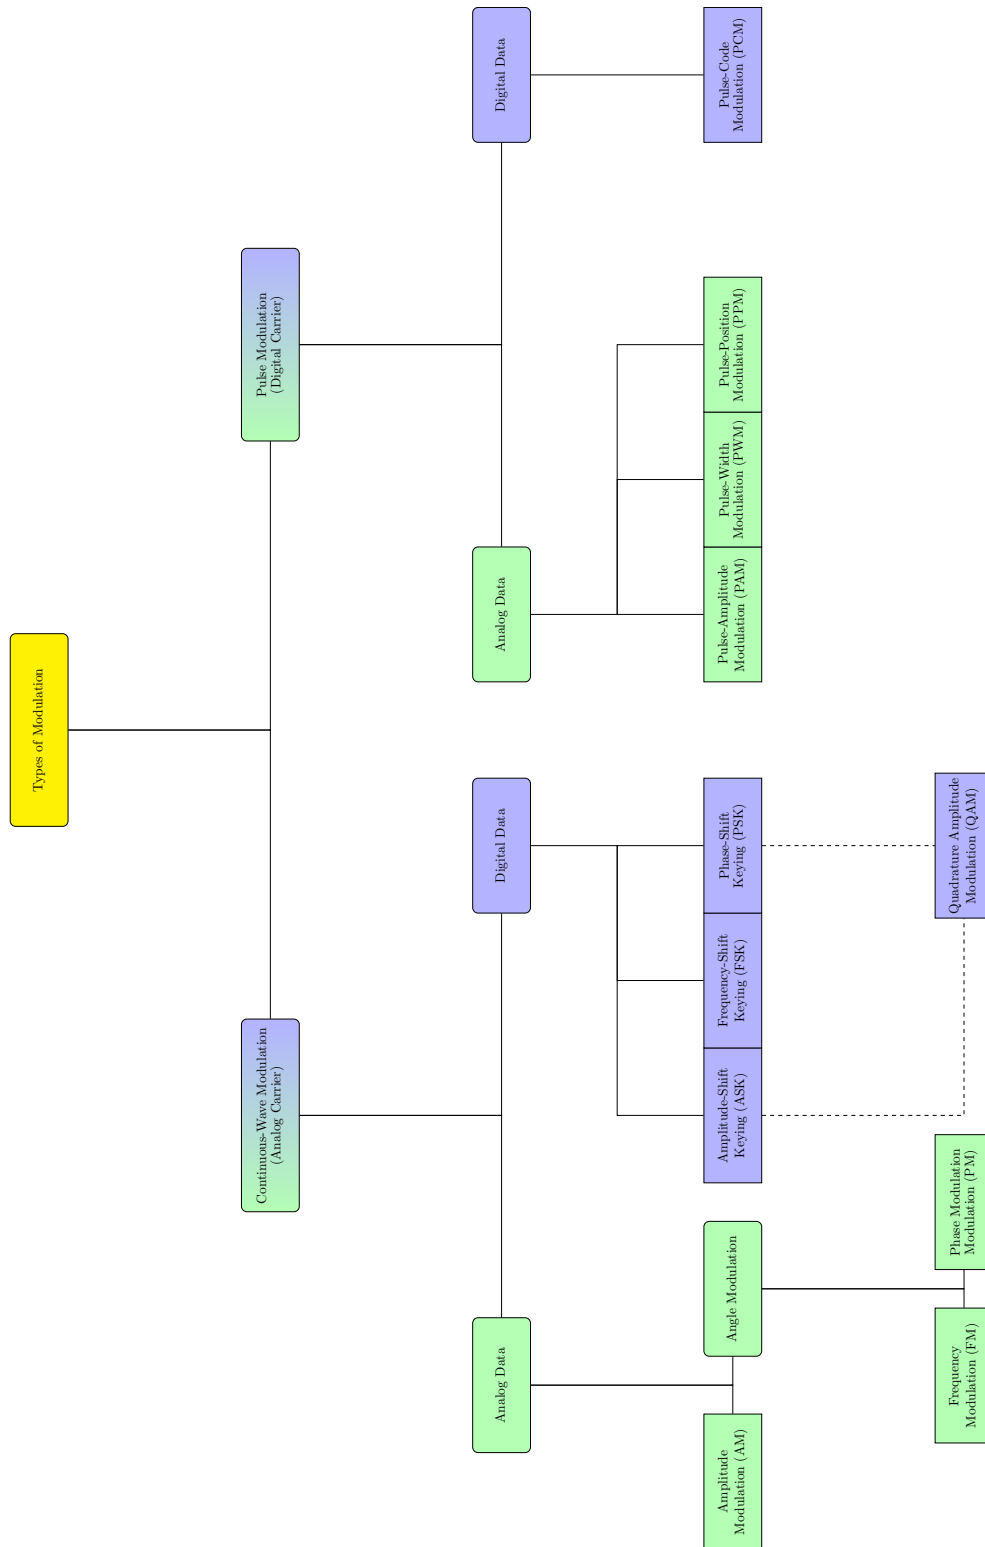 Types of Modulation
Continuous-Wave Modulation
(Analog Carrier)
Pulse Modulation
(Digital Carrier)
Analog Data
Digital Data
Analog Data
Digital Data
Amplitude
Modulation (AM)
Angle Modulation
Amplitude-Shift
Keying (ASK)
Frequency-Shift
Keying (FSK)
Phase-Shift
Keying (PSK)
Pulse-Amplitude
Modulation (PAM)
Pulse-Width
Modulation (PWM)
Pulse-Position
Modulation (PPM)
Pulse-Code
Modulation (PCM)
Frequency
Modulation (FM)
Phase Modulation
Modulation (PM)
Quadrature Amplitude
Modulation (QAM)